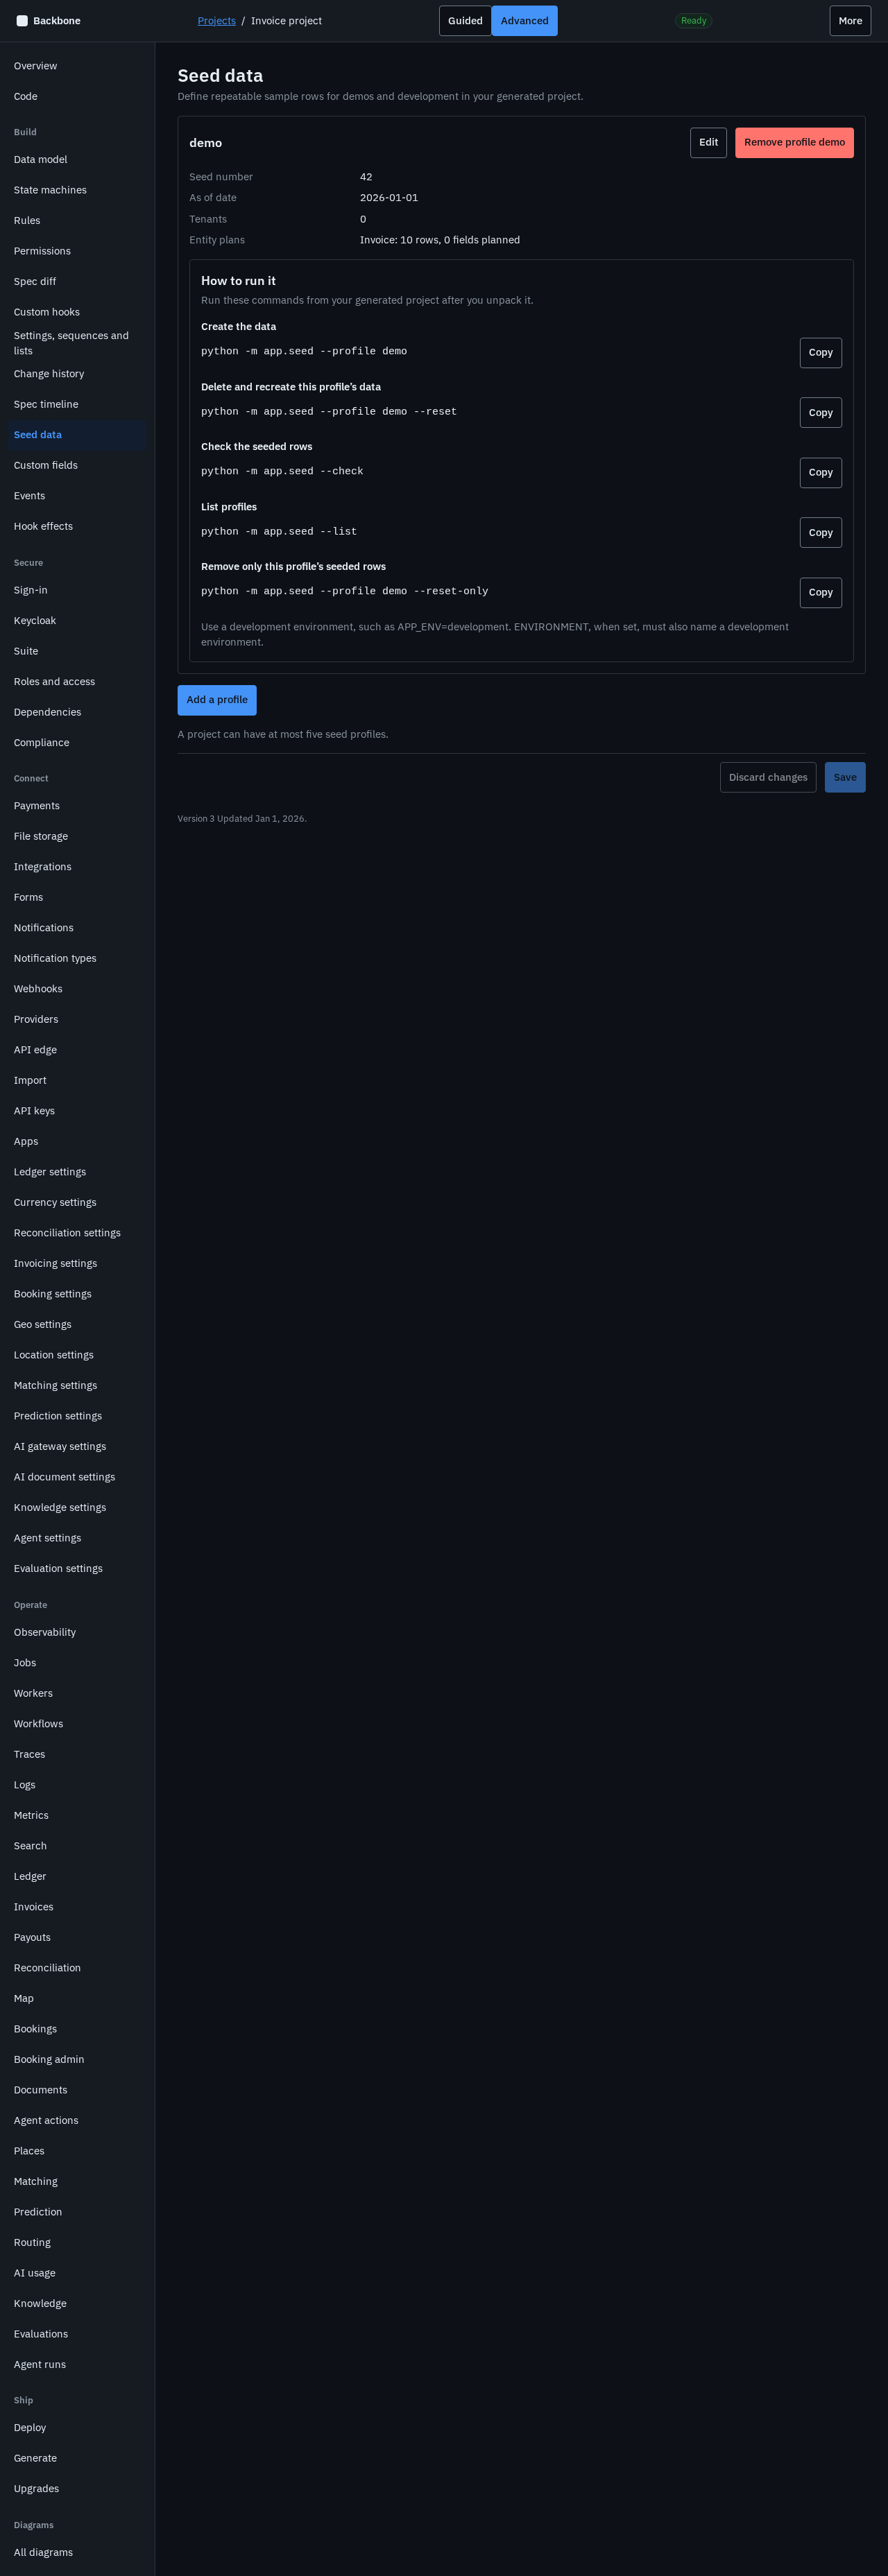 Backbone
Projects / Invoice project
Guided
Advanced
Ready
More
Overview
Code
Build
Data model
State machines
Rules
Permissions
Spec diff
Custom hooks
Settings, sequences and
lists
Change history
Spec timeline
Seed data
Custom fields
Events
Hook effects
Secure
Sign-in
Keycloak
Suite
Roles and access
Dependencies
Compliance
Connect
Payments
File storage
Integrations
Forms
Notifications
Notification types
Webhooks
Providers
API edge
Import
API keys
Apps
Ledger settings
Currency settings
Reconciliation settings
Invoicing settings
Booking settings
Geo settings
Location settings
Matching settings
Prediction settings
AI gateway settings
AI document settings
Knowledge settings
Agent settings
Evaluation settings
Operate
Observability
Jobs
Workers
Workflows
Traces
Logs
Metrics
Search
Ledger
Invoices
Payouts
Reconciliation
Map
Bookings
Booking admin
Documents
Agent actions
Places
Matching
Prediction
Routing
AI usage
Knowledge
Evaluations
Agent runs
Ship
Deploy
Generate
Upgrades
Diagrams
All diagrams
Seed data
Define repeatable sample rows for demos and development in your generated project.
demo
Edit
Remove profile demo
Seed number 42
As of date 2026-01-01
Tenants 0
Entity plans Invoice: 10 rows, 0 fields planned
How to run it
Run these commands from your generated project after you unpack it.
Create the data
python -m app.seed --profile demo
Copy
Delete and recreate this profile’s data
python -m app.seed --profile demo --reset
Copy
Check the seeded rows
python -m app.seed --check
Copy
List profiles
python -m app.seed --list
Copy
Remove only this profile’s seeded rows
python -m app.seed --profile demo --reset-only
Copy
Use a development environment, such as APP_ENV=development. ENVIRONMENT, when set, must also name a development
environment.
Add a profile
A project can have at most five seed profiles.
Discard changes
Save
Version 3 Updated Jan 1, 2026.